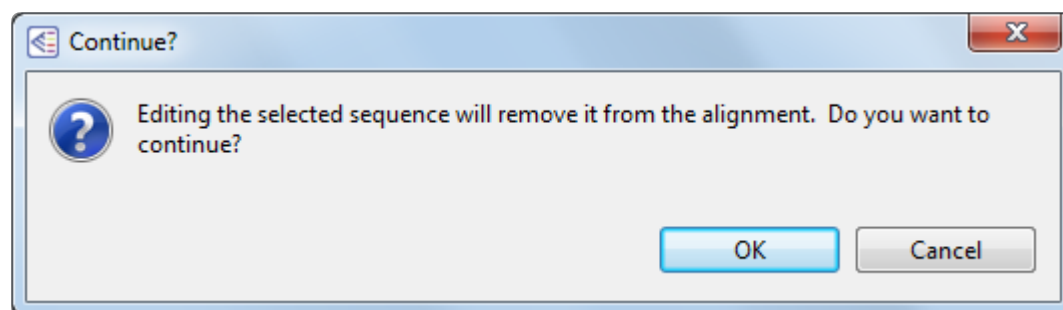 Continue?
Editing the selected sequence will remove it from the alignment.  Do you want to
continue?
OK
Cancel